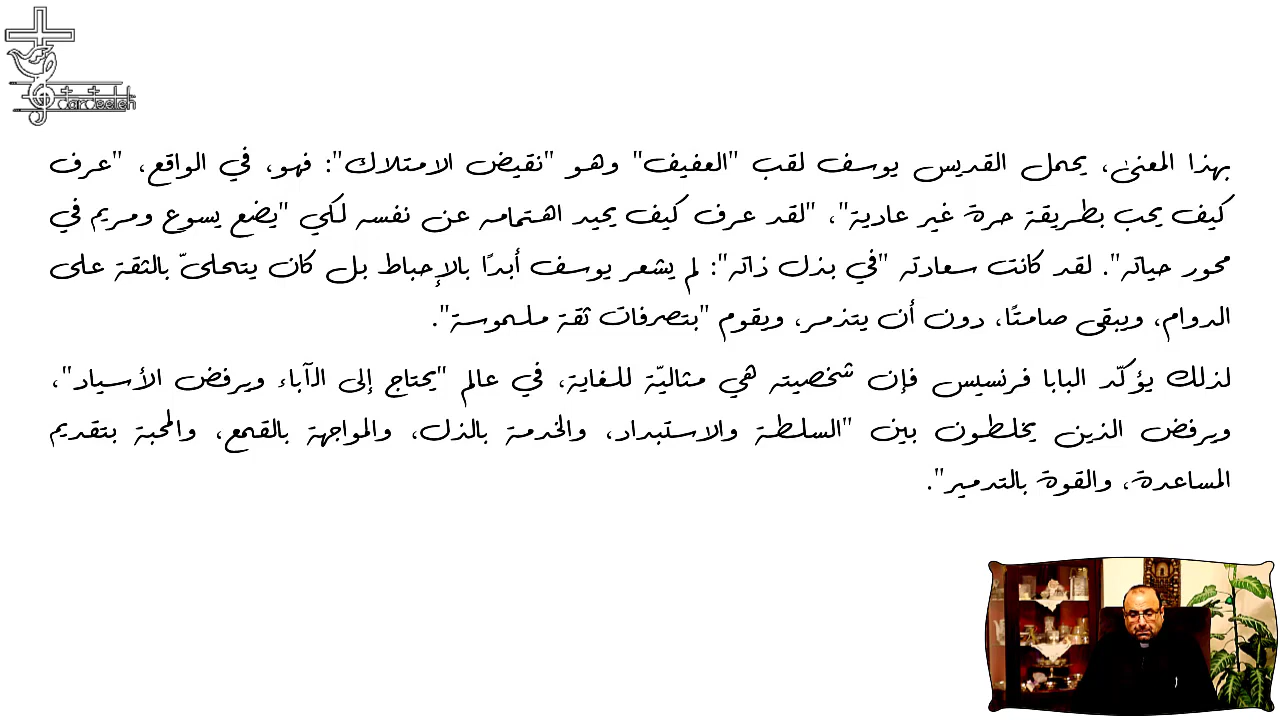 dardeeleh
بهذا المعنى، يحمل القديس يوسف لقب "العفيف" وهو "نقيض الامتلاك": فهو، في الواقع، "عرف
كيف يحب بطريقة حرة غير عادية"، "لقد عرف كيف يحيد اهتمامه عن نفسه لكي "يضع يسوع ومريم في
محور حياته". لقد كانت سعادته "في بذل ذاته": لم يشعر يوسف أبدًا بالإحباط بل كان يتحلىّ بالثقة على
الدوام، ويبقى صامتًا، دون أن يتذمر، ويقوم "بتصرفات ثقة ملموسة".
لذلك يؤكّد البابا فرنسيس فإن شخصيته هي مثاليّة للغاية، في عالم "يحتاج إلى الآباء ويرفض الأسياد"،
ويرفض الذين يخلطون بين "السلطة والاستبداد، والخدمة بالذل، والمواجهة بالقمع، والمحبة بتقديم
المساعدة، والقوة بالتدمير".